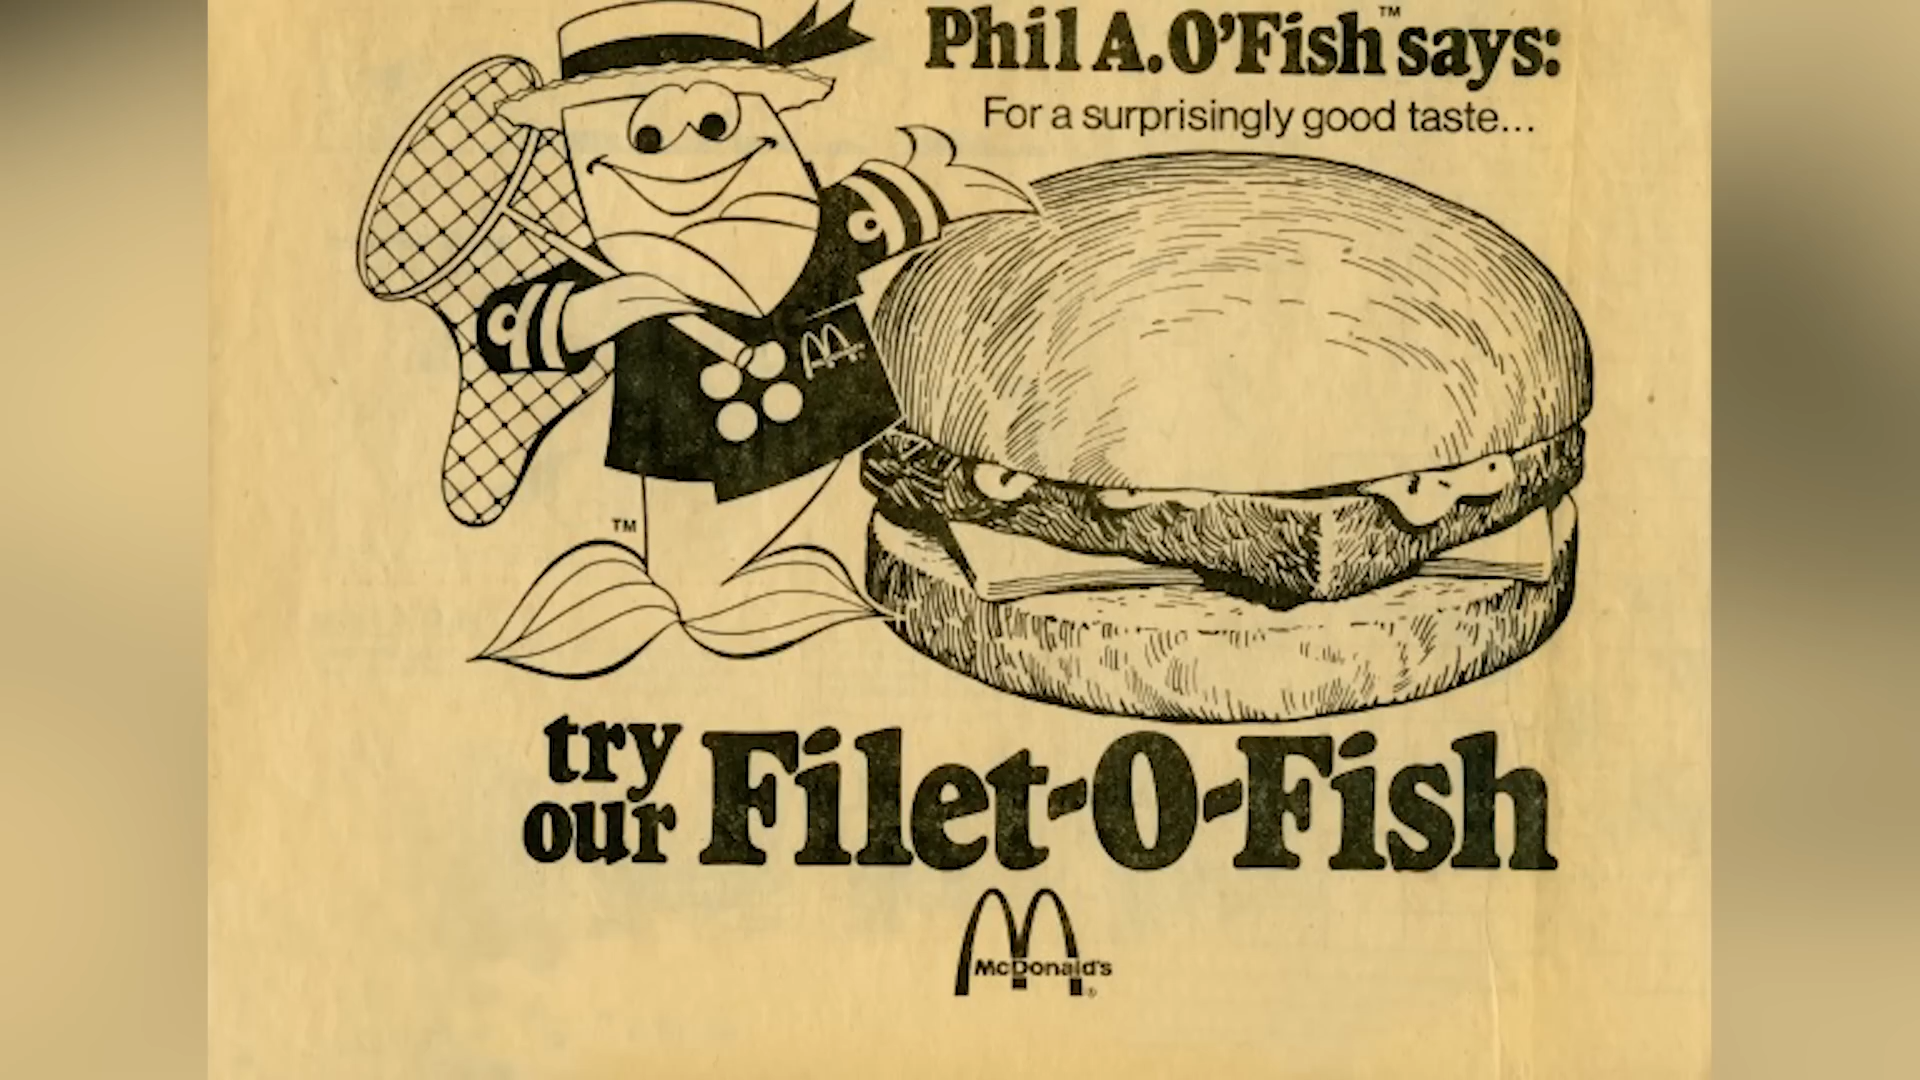 Phil A. O'Fish™ says:
For a surprisingly good taste...
TM
try
our Filet-O-Fish
McDonald's®